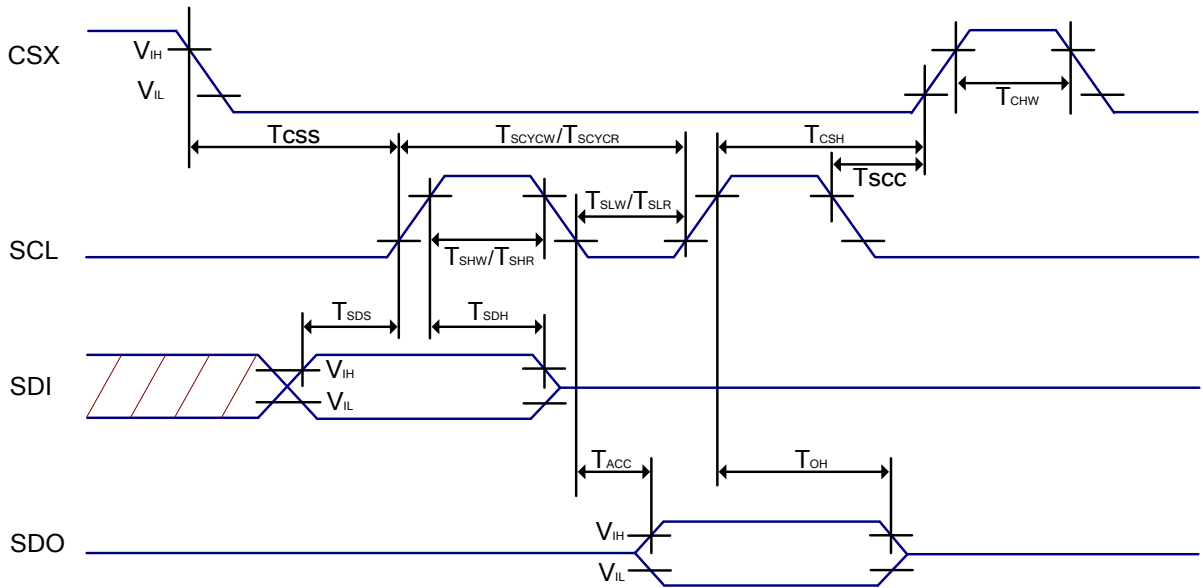 CSX
VIH
VIL
TCHW
TCSS
TSCYCW/TSCYCR
TCSH
TSCC
SCL
TSHW/TSHR
TSLW/TSLR
TSDS
TSDH
SDI
VIH
VIL
TACC
TOH
SDO
VIH
VIL